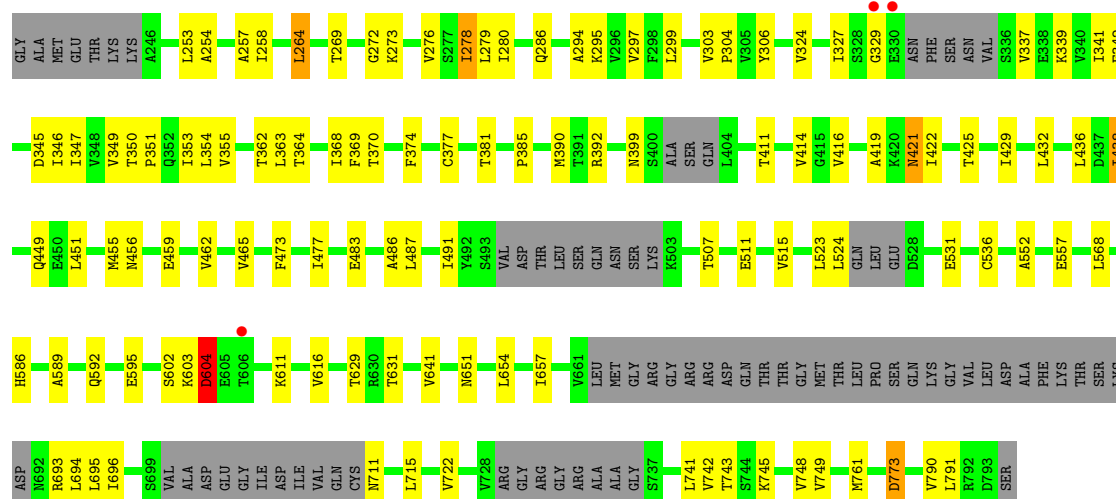 GLY ALA MET GLU THR LYS LYS A246 L253 A254 A257 I258 L264 T269 G272 K273 V276 S277 I278 L279 I280 Q286 A294 K295 V296 V297 F298 L299 V303 P304 V305 Y306 V324 I327 S328 G329 E330 ASN PHE SER ASN VAL S336 V337 E338 K339 V340 I341
D345 I346 I347 V348 V349 T350 P351 Q352 I353 L354 V355 T362 L363 T364 I368 F369 T370 F374 C377 T381 P385 M390 T391 R392 N399 S400 ALA SER GLN L404 T411 V414 G415 V416 A419 K420 N421 I422 T425 I429 L432 L436 D437
Q449 E450 L451 M455 N456 E459 V462 V465 F473 I477 E483 A486 L487 I491 Y492 S493 VAL ASP THR LEU SER GLN ASN SER LYS K503 T507 E511 V515 L523 L524 GLN LEU GLU D528 E531 C536 A552 E557 L568
H586 A589 Q592 E595 S602 K603 D604 E605 T606 K611 V616 T629 R630 T631 V641 N651 L654 I657 V661 LEU MET GLY ARG GLY ARG ARG ASP GLN THR THR GLY MET THR LEU PRO SER GLN LYS GLY VAL LEU ASP ALA PHE LYS THR SER
ASP N692 R693 L694 L695 I696 S699 VAL ALA ASP GLU GLY ILE ASP ILE VAL GLN CYS N711 L715 V722 V728 ARG GLY ARG GLY ARG ALA ALA GLY S737 L741 V742 T743 S744 K745 V748 V749 M761 D773 V790 L791 R792 D793 SER